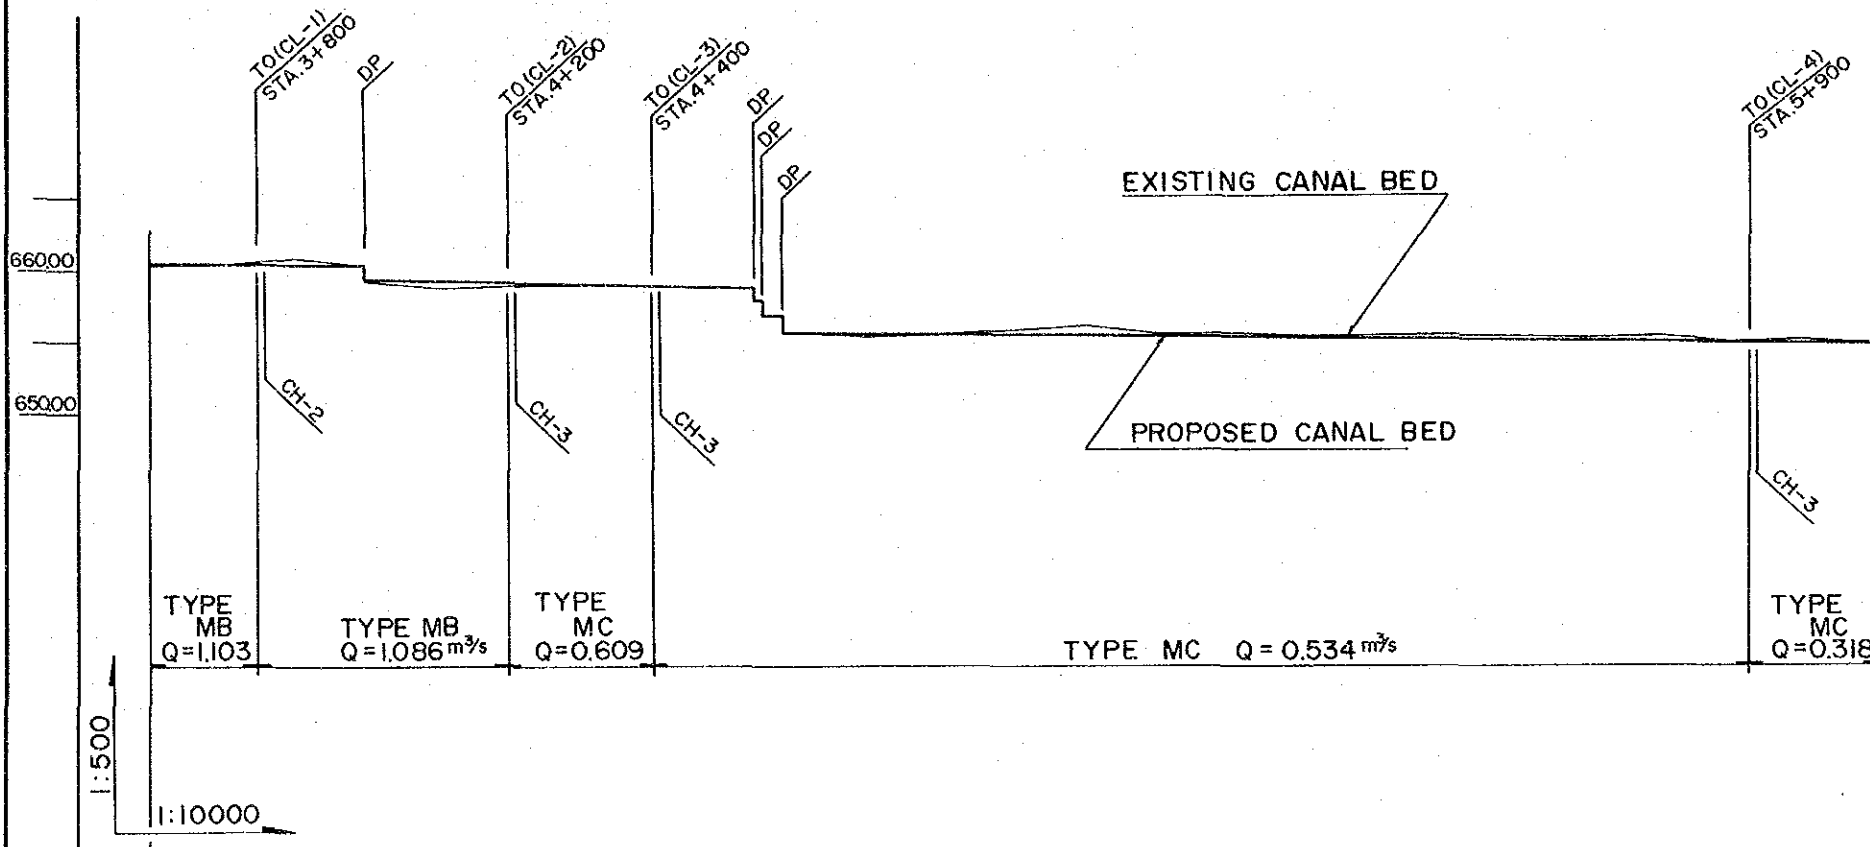 TO(CL-1)
STA.3+800
DP
TO(CL-2)
STA.4+200
TO(CL-3)
STA.4+400
DP
DP
DP
TO(CL-4)
STA.5+900
EXISTING CANAL BED
660.00
650.00
CH-2
CH-3
CH-3
PROPOSED CANAL BED
CH-3
TYPE
MB
Q=1.103
TYPE MB
Q=1.086 m³/s
TYPE
MC
Q=0.609
TYPE MC Q=0.534 m³/s
TYPE
MC
Q=0.318
1:500
1:10000